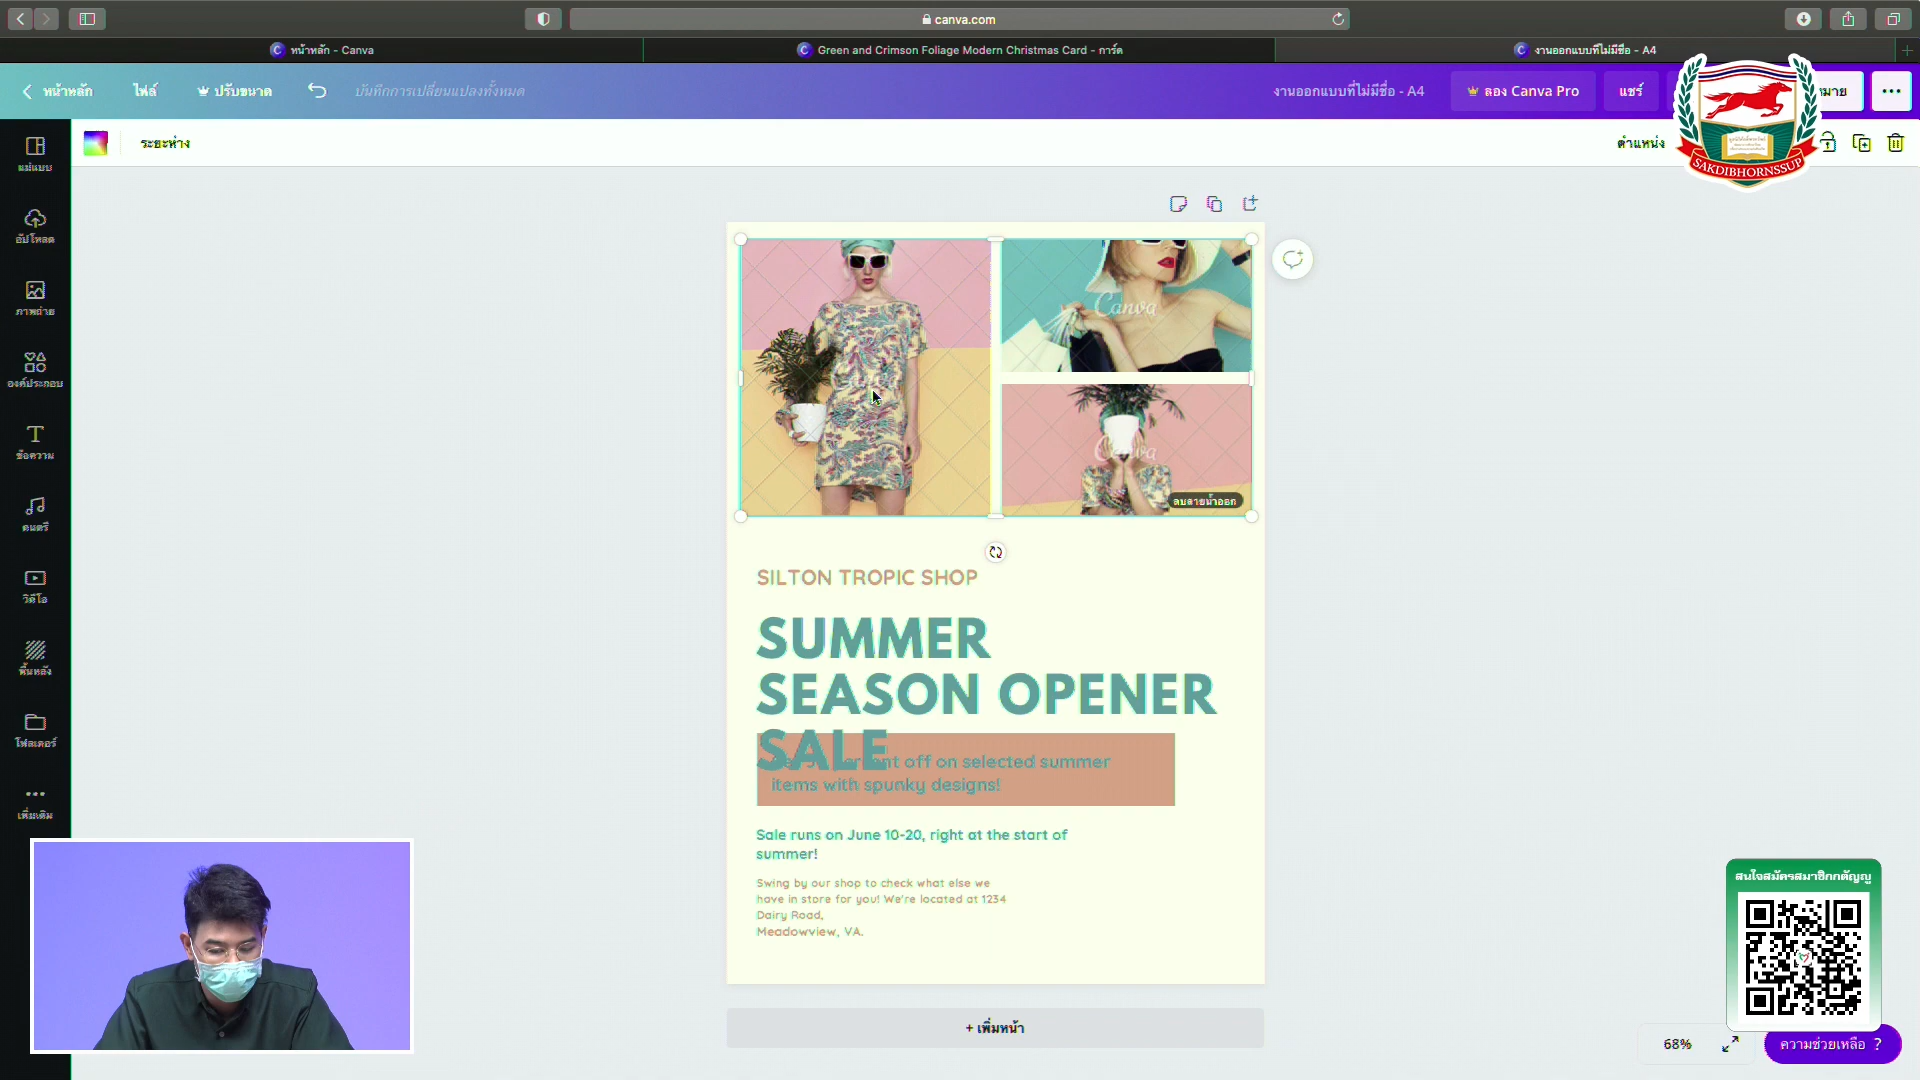 canva.com
หน้าหลัก - Canva
Green and Crimson Foliage Modern Christmas Card - การ์ด
งานออกแบบที่ไม่มีชื่อ - A4
หน้าหลัก
ไฟล์
ปรับขนาด
บันทึกการเปลี่ยนแปลงทั้งหมด
งานออกแบบที่ไม่มีชื่อ - A4
ลอง Canva Pro
แชร์
หมาย
ระยะห่าง
ตำแหน่ง
SAKDIBHORNSSUP
แม่แบบ
อัปโหลด
ภาพถ่าย
องค์ประกอบ
ข้อความ
ดนตรี
วิดีโอ
พื้นหลัง
โฟลเดอร์
เพิ่มเติม
Canva
Canva
ลบลายน้ำออก
SILTON TROPIC SHOP
SUMMER
SEASON OPENER
SALE
off on selected summer
items with spunky designs!
Sale runs on June 10-20, right at the start of
summer!
Swing by our shop to check what else we
have in store for you! We're located at 1234
Dairy Road,
Meadowview, VA.
+ เพิ่มหน้า
สนใจสมัครสมาชิกกตัญญู
68%
ความช่วยเหลือ ?